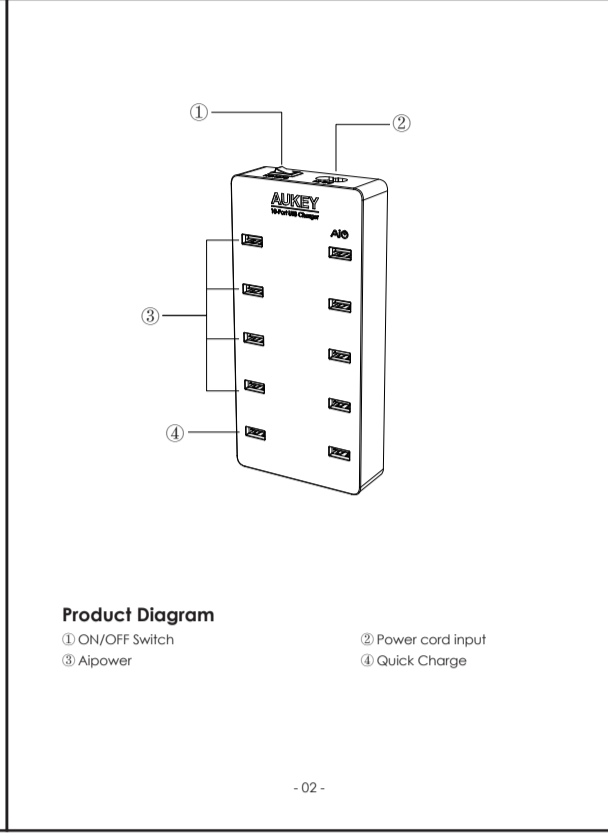 ①
②
AUKEY
10-Port USB Charger
Ai
③
④
Product Diagram
① ON/OFF Switch
② Power cord input
③ Aipower
④ Quick Charge
- 02 -